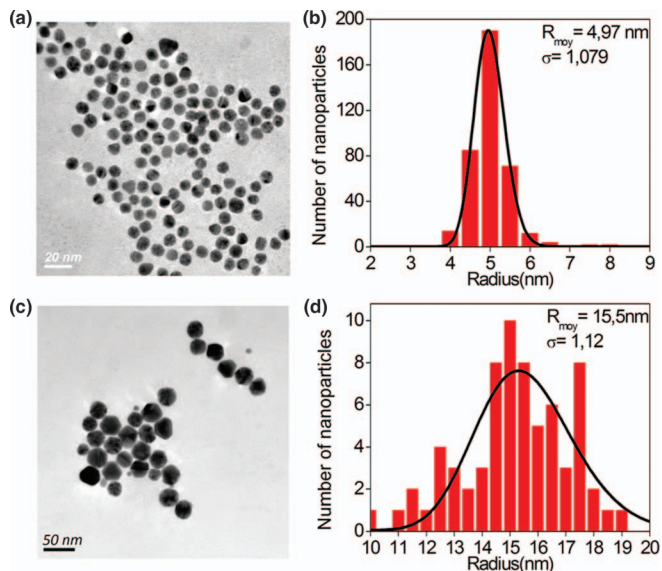 (a)
20 nm
(b)
R_moy = 4,97 nm
σ= 1,079
200
160
120
80
40
0
Number of nanoparticles
2 3 4 5 6 7 8 9
Radius(nm)
(c)
50 nm
(d)
R_moy = 15,5nm
σ= 1,12
10
8
6
4
2
0
Number of nanoparticles
10 11 12 13 14 15 16 17 18 19 20
Radius(nm)